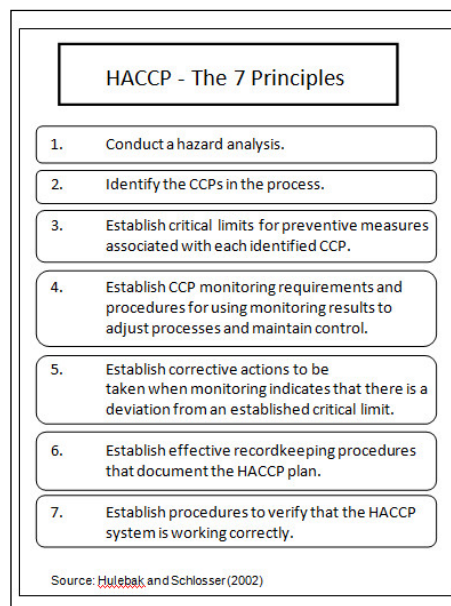 HACCP - The 7 Principles
1. Conduct a hazard analysis.
2. Identify the CCPs in the process.
3. Establish critical limits for preventive measures
associated with each identified CCP.
4. Establish CCP monitoring requirements and
procedures for using monitoring results to
adjust processes and maintain control.
5. Establish corrective actions to be
taken when monitoring indicates that there is a
deviation from an established critical limit.
6. Establish effective recordkeeping procedures
that document the HACCP plan.
7. Establish procedures to verify that the HACCP
system is working correctly.
Source: Hulebak and Schlosser (2002)